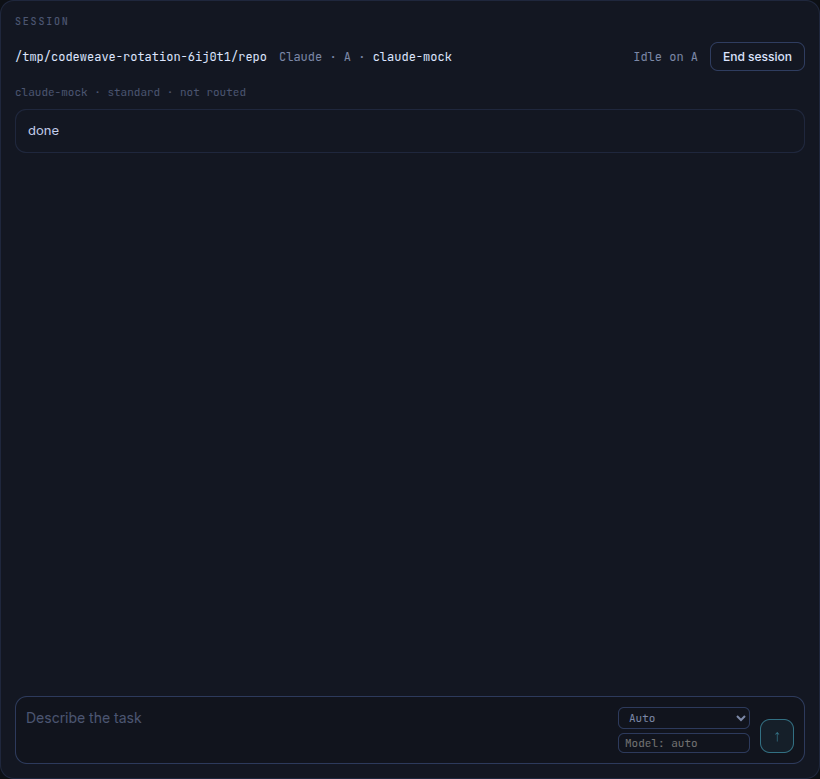 SESSION
/tmp/codeweave-rotation-6ij0t1/repo Claude · A · claude-mock Idle on A End session
claude-mock · standard · not routed
done
Describe the task
Auto
Model: auto
↑